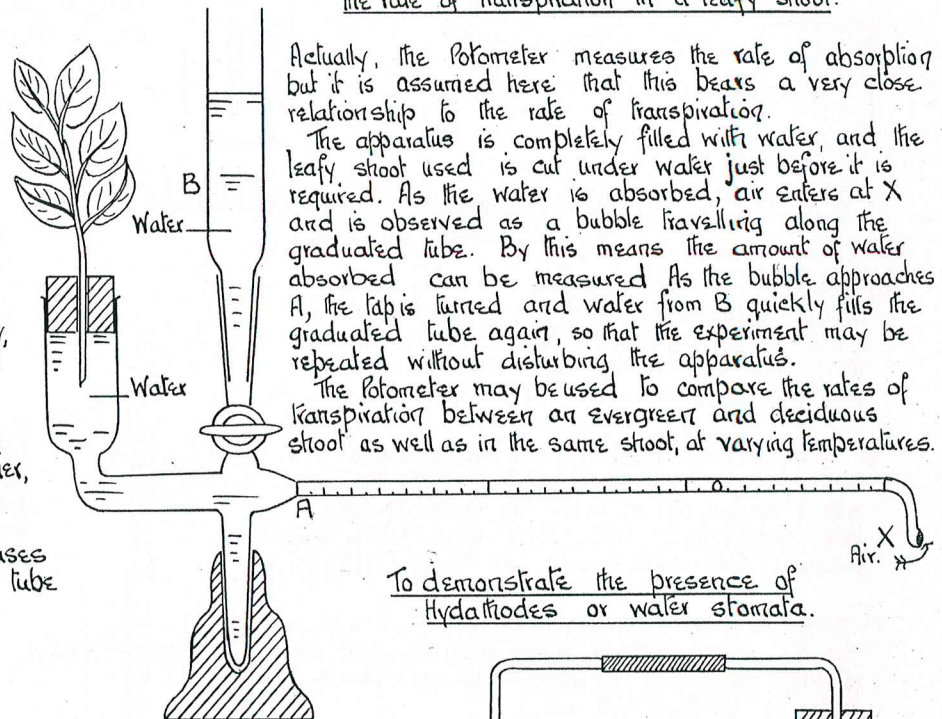 the rate of transpiration in a leafy shoot.
Actually, the Potometer measures the rate of absorption
but it is assumed here that this bears a very close
relationship to the rate of transpiration.
The apparatus is completely filled with water, and the
leafy shoot used is cut under water just before it is
required. As the water is absorbed, air enters at X
and is observed as a bubble travelling along the
graduated tube. By this means the amount of water
absorbed can be measured As the bubble approaches
A, the tap is turned and water from B quickly fills the
graduated tube again, so that the experiment may be
repeated without disturbing the apparatus.
The Potometer may be used to compare the rates of
transpiration between an evergreen and deciduous
shoot as well as in the same shoot, at varying temperatures.
B
Water
Water
A
X
Air.
tube
To demonstrate the presence of
Hydathodes or water stomata.